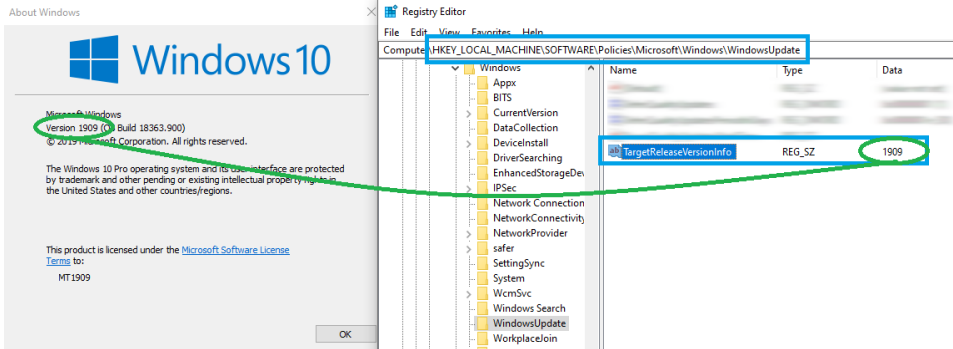 About Windows
Windows 10
Microsoft Windows
Version 1909 (OS Build 18363.900)
© 2019 Microsoft Corporation. All rights reserved.
The Windows 10 Pro operating system and its user interface are protected
by trademark and other pending or existing intellectual property rights in
the United States and other countries/regions.
This product is licensed under the Microsoft Software License
Terms to:
MT1909
OK
Registry Editor
File Edit View Favorites Help
Computer\HKEY_LOCAL_MACHINE\SOFTWARE\Policies\Microsoft\Windows\WindowsUpdate
Windows
Appx
BITS
CurrentVersion
DataCollection
DeviceInstall
DriverSearching
EnhancedStorageDev
IPSec
Network Connection
NetworkConnectivity
NetworkProvider
safer
SettingSync
System
WcmSvc
Windows Search
WindowsUpdate
WorkplaceJoin
Name Type Data
TargetReleaseVersionInfo REG_SZ 1909